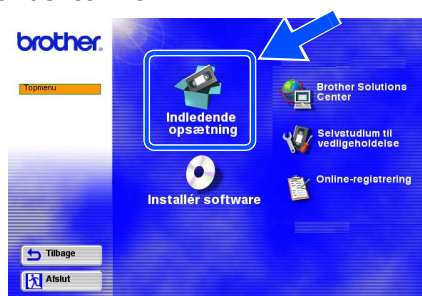 brother.
Topmenu
Indledende
opsætning
Installér software
Brother Solutions
Center
Selvstudium til
vedligeholdelse
Online-registrering
Tilbage
Afslut